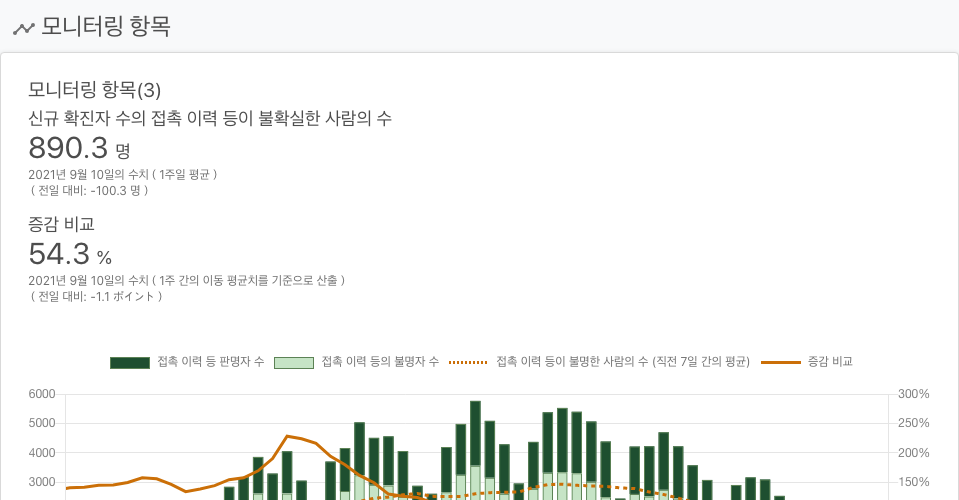 모니터링 항목
모니터링 항목(3)
신규 확진자 수의 접촉 이력 등이 불확실한 사람의 수
890.3 명
2021년 9월 10일의 수치 ( 1주일 평균 )
( 전일 대비: -100.3 명 )
증감 비교
54.3 %
2021년 9월 10일의 수치 ( 1주 간의 이동 평균치를 기준으로 산출 )
( 전일 대비: -1.1 ポイント )
접촉 이력 등 판명자 수 접촉 이력 등의 불명자 수 접촉 이력 등이 불명한 사람의 수 (직전 7일 간의 평균) 증감 비교
6000 300%
5000 250%
4000 200%
3000 150%